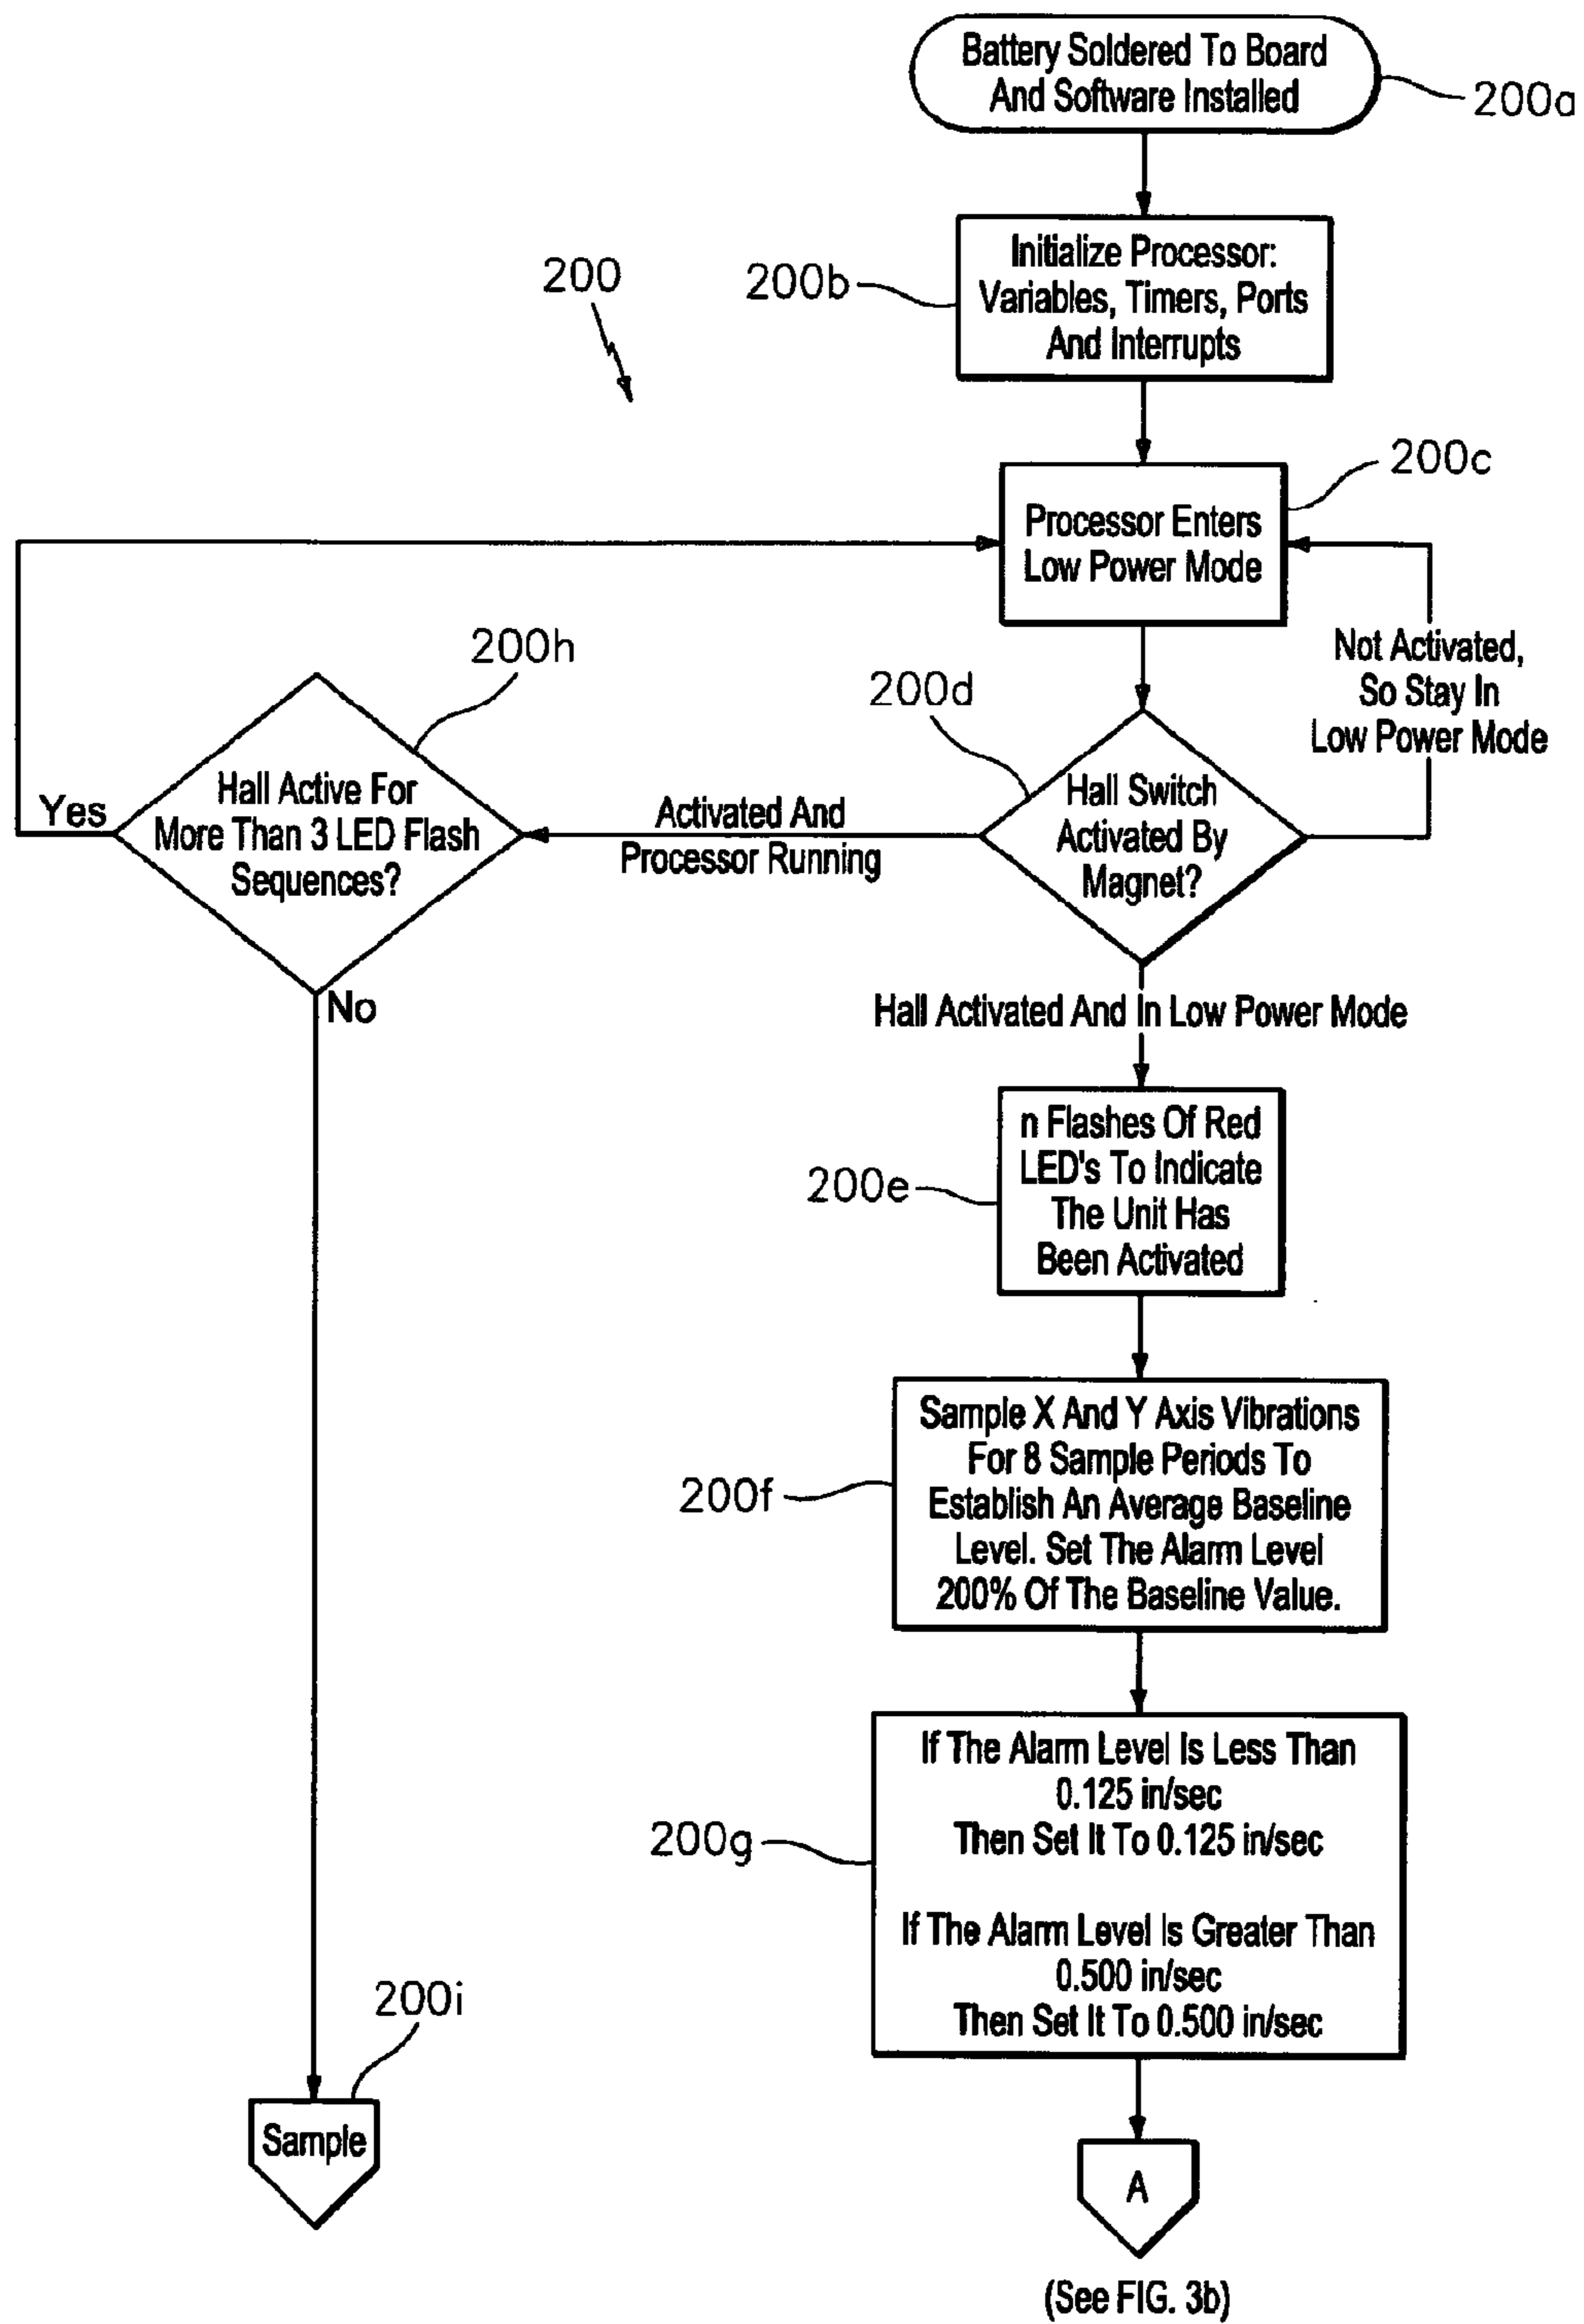 Battery Soldered To Board
And Software Installed
200a
Initialize Processor:
Variables, Timers, Ports
And Interrupts
200b
200
200c
Processor Enters
Low Power Mode
Not Activated,
So Stay In
Low Power Mode
200h
200d
Hall Active For
More Than 3 LED Flash
Sequences?
Yes
No
Activated And
Processor Running
Hall Switch
Activated By
Magnet?
Hall Activated And In Low Power Mode
n Flashes Of Red
LED's To Indicate
The Unit Has
Been Activated
200e
Sample X And Y Axis Vibrations
For 8 Sample Periods To
Establish An Average Baseline
Level. Set The Alarm Level
200% Of The Baseline Value.
200f
If The Alarm Level Is Less Than
0.125 in/sec
Then Set It To 0.125 in/sec
If The Alarm Level Is Greater Than
0.500 in/sec
Then Set It To 0.500 in/sec
200g
200i
Sample
A
(See FIG. 3b)